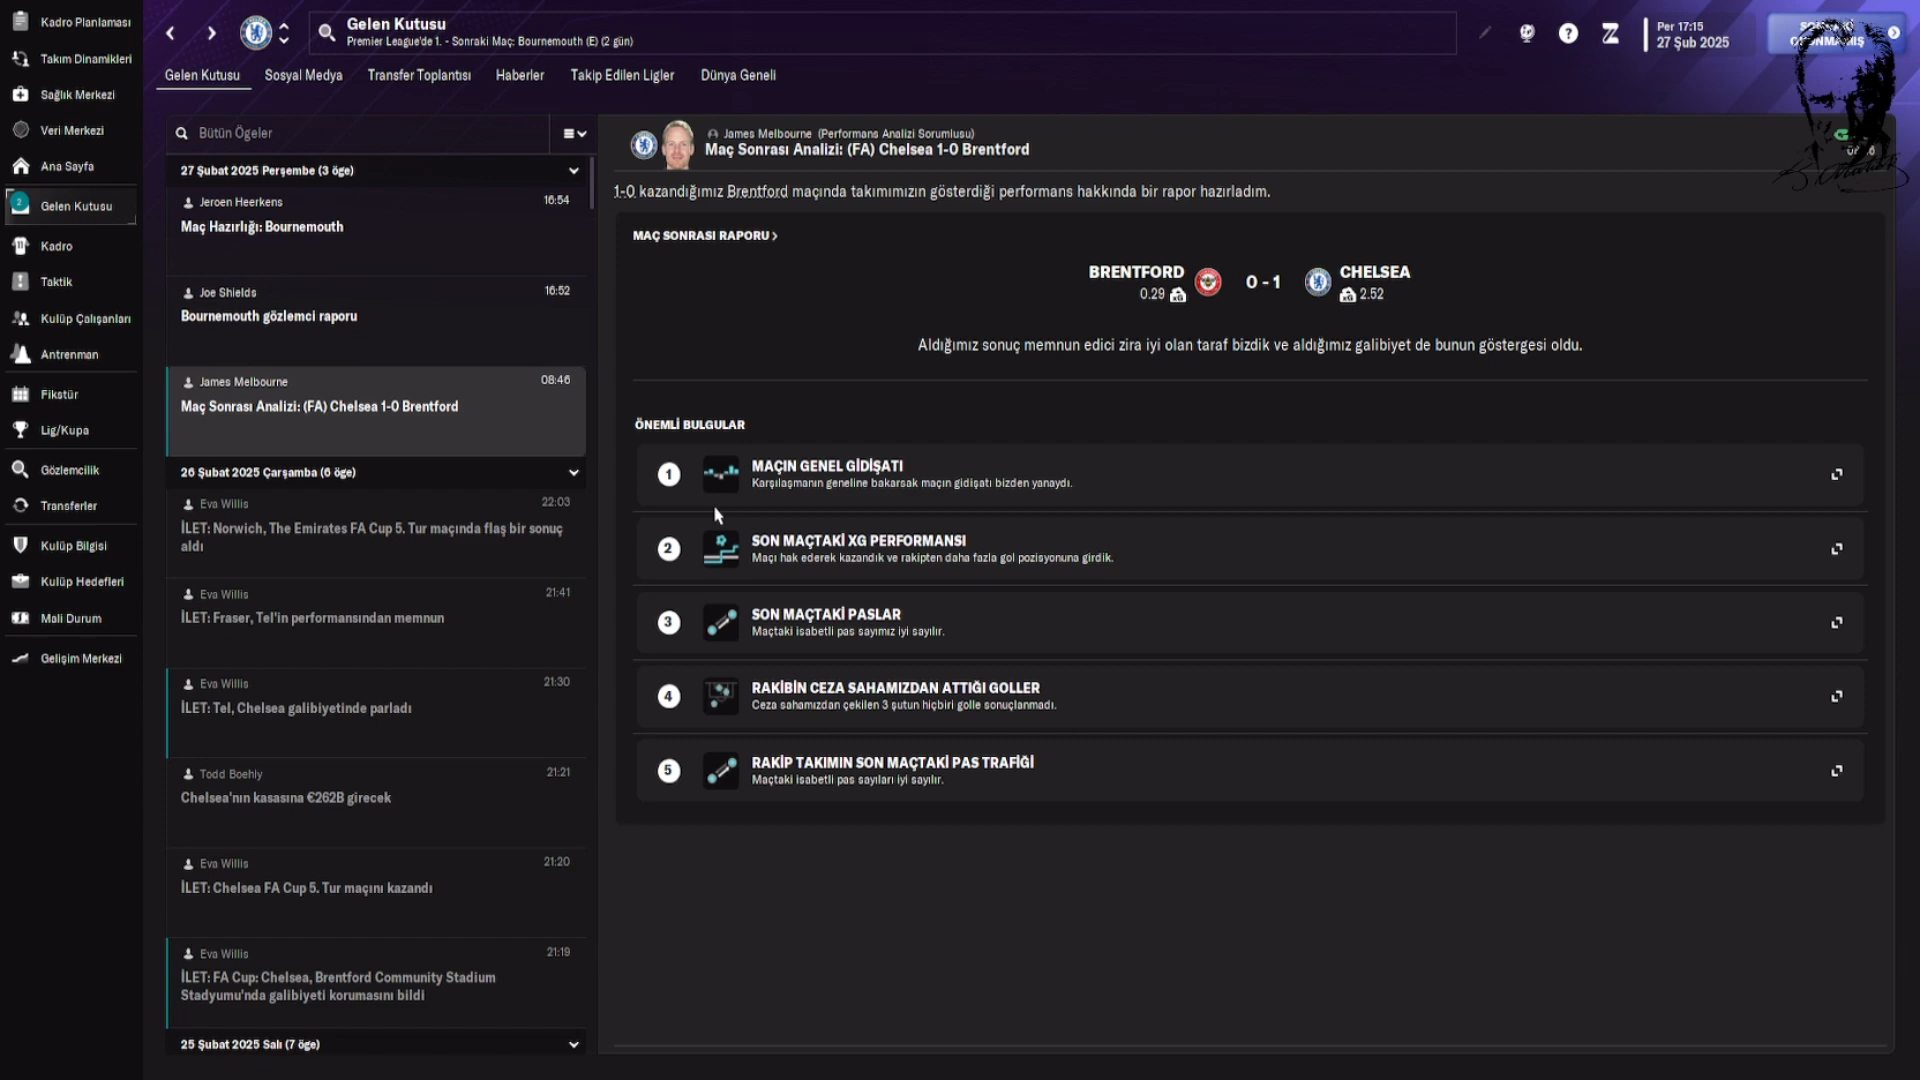 Kadro Planlaması
Takım Dinamikleri
Sağlık Merkezi
Veri Merkezi
Ana Sayfa
2
Gelen Kutusu
Kadro
Taktik
Kulüp Çalışanları
Antrenman
Fikstür
Lig/Kupa
Gözlemcilik
Transferler
Kulüp Bilgisi
Kulüp Hedefleri
Mali Durum
Gelişim Merkezi
Gelen Kutusu
Premier League'de 1. - Sonraki Maç: Bournemouth (E) (2 gün)
Per 17:15
27 Şub 2025
Gelen Kutusu
Sosyal Medya
Transfer Toplantısı
Haberler
Takip Edilen Ligler
Dünya Geneli
Bütün Ögeler
27 Şubat 2025 Perşembe (3 öge)
Jeroen Heerkens 16:54
Maç Hazırlığı: Bournemouth
Joe Shields 16:52
Bournemouth gözlemci raporu
James Melbourne 08:46
Maç Sonrası Analizi: (FA) Chelsea 1-0 Brentford
26 Şubat 2025 Çarşamba (6 öge)
Eva Willis 22:03
İLET: Norwich, The Emirates FA Cup 5. Tur maçında flaş bir sonuç
aldı
Eva Willis 21:41
İLET: Fraser, Tel'in performansından memnun
Eva Willis 21:30
İLET: Tel, Chelsea galibiyetinde parladı
Todd Boehly 21:21
Chelsea'nın kasasına €262B girecek
Eva Willis 21:20
İLET: Chelsea FA Cup 5. Tur maçını kazandı
Eva Willis 21:19
İLET: FA Cup: Chelsea, Brentford Community Stadium
Stadyumu'nda galibiyeti korumasını bildi
25 Şubat 2025 Salı (7 öge)
James Melbourne (Performans Analizi Sorumlusu)
Maç Sonrası Analizi: (FA) Chelsea 1-0 Brentford
1-0 kazandığımız Brentford maçında takımımızın gösterdiği performans hakkında bir rapor hazırladım.
MAÇ SONRASI RAPORU
BRENTFORD 0 - 1 CHELSEA
0.29 xG xG 2.52
Aldığımız sonuç memnun edici zira iyi olan taraf bizdik ve aldığımız galibiyet de bunun göstergesi oldu.
ÖNEMLİ BULGULAR
1 MAÇIN GENEL GİDİŞATI
Karşılaşmanın geneline bakarsak maçın gidişatı bizden yanaydı.
2 SON MAÇTAKİ XG PERFORMANSI
Maçı hak ederek kazandık ve rakipten daha fazla gol pozisyonuna girdik.
3 SON MAÇTAKİ PASLAR
Maçtaki isabetli pas sayımız iyi sayılır.
4 RAKİBİN CEZA SAHAMIZDAN ATTIĞI GOLLER
Ceza sahamızdan çekilen 3 şutun hiçbiri golle sonuçlanmadı.
5 RAKİP TAKIMIN SON MAÇTAKİ PAS TRAFİĞİ
Maçtaki isabetli pas sayıları iyi sayılır.